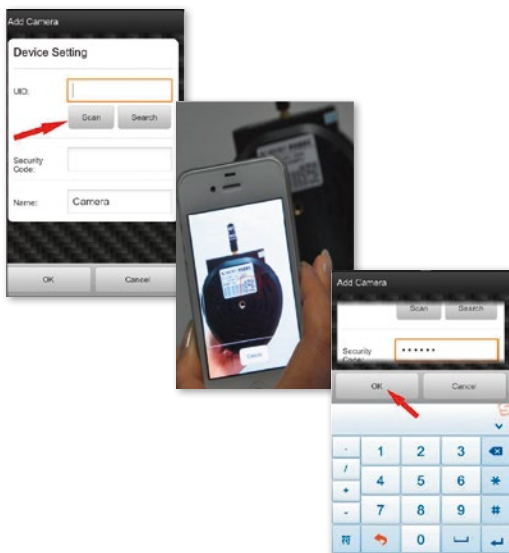 Add Camera
Device Setting
UID:
Scan
Search
Security
Code:
Name:
Camera
OK
Cancel
Cancel
Add Camera
Scan
Search
Security
Code:
••••••
OK
Cancel
.
1
2
3
/
4
5
6
*
+
-
7
8
9
#
符
0